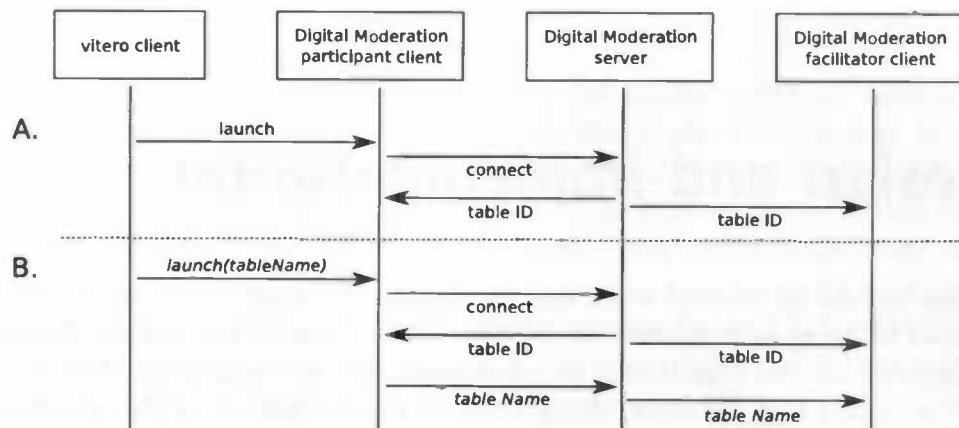 vitero client
Digital Moderation
participant client
Digital Moderation
server
Digital Moderation
facilitator client
A.
launch
connect
table ID
table ID
B.
launch(tableName)
connect
table ID
table ID
table Name
table Name